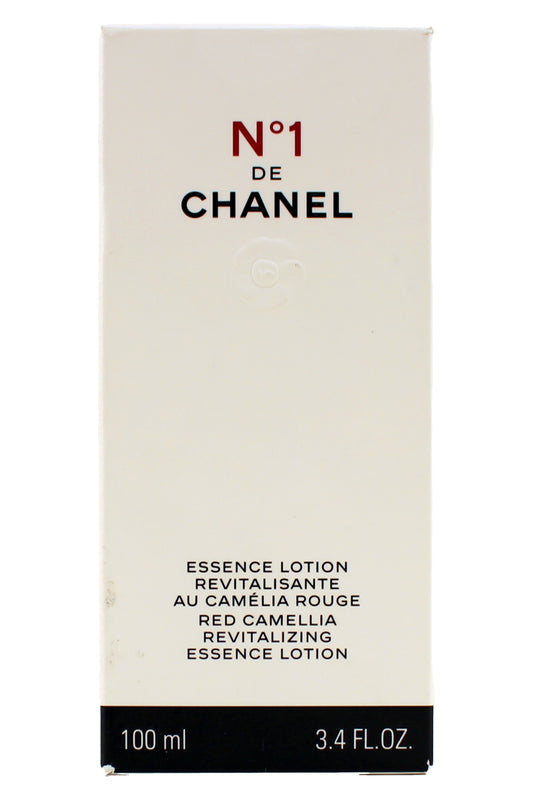 N°1
DE
CHANEL
ESSENCE LOTION
REVITALISANTE
AU CAMÉLIA ROUGE
RED CAMELLIA
REVITALIZING
ESSENCE LOTION
100 ml 3.4 FL.OZ.